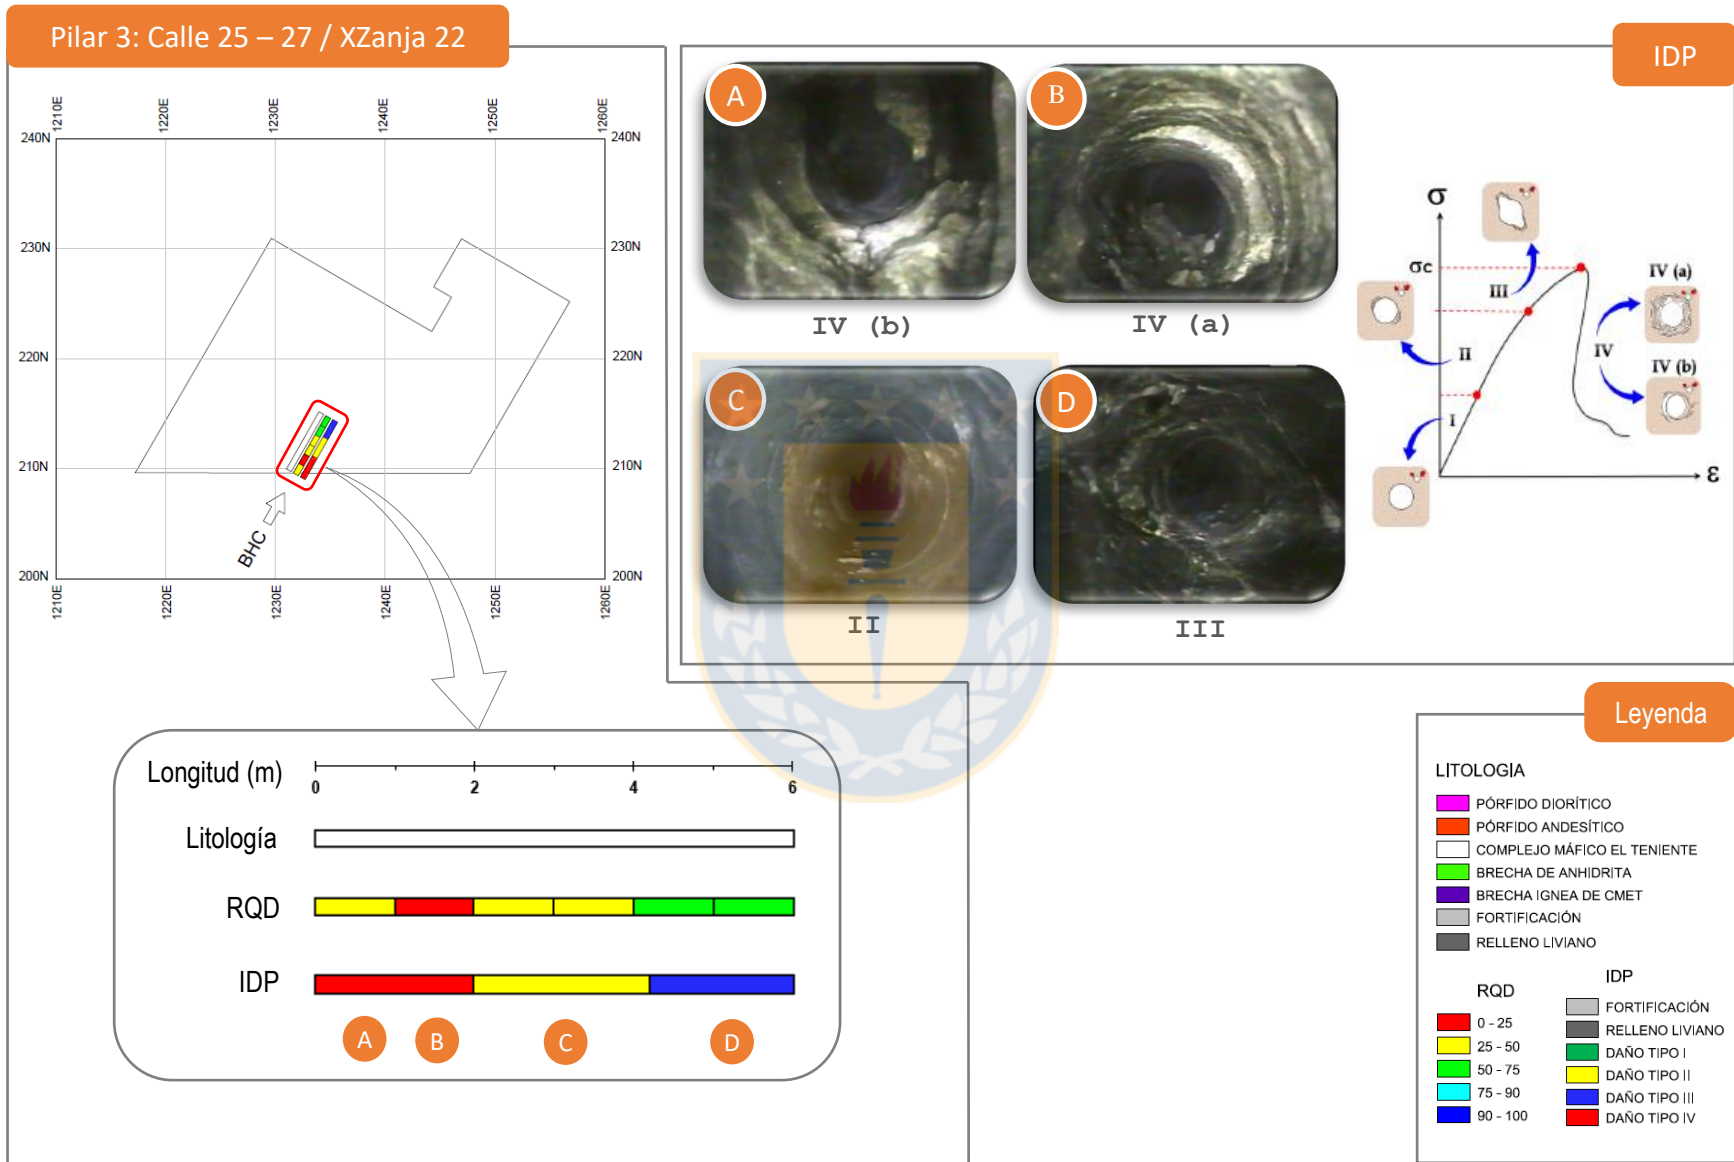 Pilar 3: Calle 25 – 27 / XZanja 22
1210E 1220E 1230E 1240E 1250E 1260E
240N 240N
230N 230N
220N 220N
210N 210N
200N 200N
BHC
1210E 1220E 1230E 1240E 1250E 1260E
Longitud (m)
0 2 4 6
Litología
RQD
IDP
A B C D
IDP
A
B
IV (b)
IV (a)
C
D
II
III
σ
σc
III
II
I
IV
IV (a)
IV (b)
ε
Leyenda
LITOLOGIA
PÓRFIDO DIORÍTICO
PÓRFIDO ANDESÍTICO
COMPLEJO MÁFICO EL TENIENTE
BRECHA DE ANHIDRITA
BRECHA IGNEA DE CMET
FORTIFICACIÓN
RELLENO LIVIANO
RQD
0 - 25
25 - 50
50 - 75
75 - 90
90 - 100
IDP
FORTIFICACIÓN
RELLENO LIVIANO
DAÑO TIPO I
DAÑO TIPO II
DAÑO TIPO III
DAÑO TIPO IV